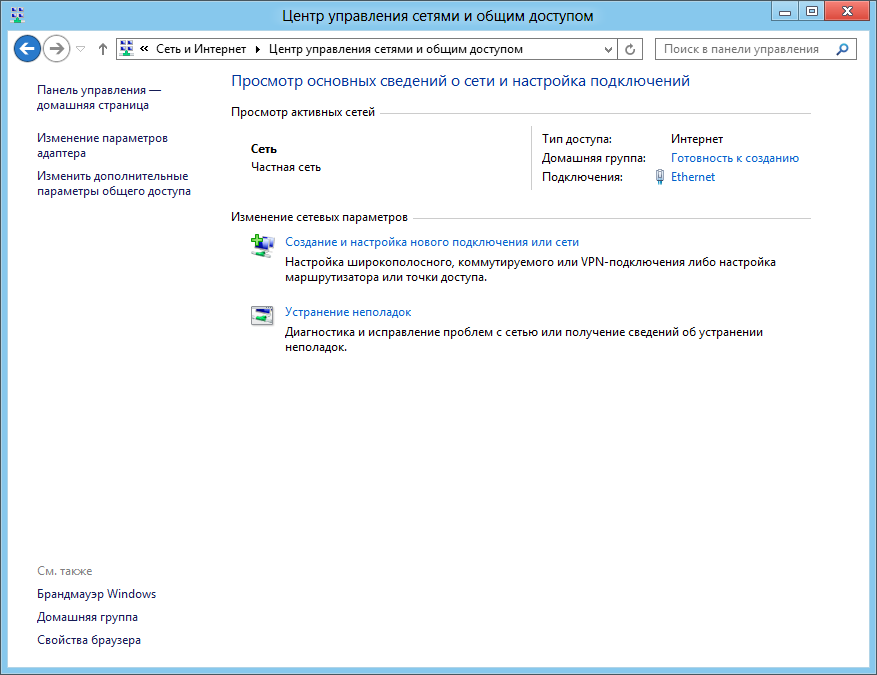 Центр управления сетями и общим доступом
« Сеть и Интернет Центр управления сетями и общим доступом
Поиск в панели управления
Панель управления —
домашняя страница
Изменение параметров
адаптера
Изменить дополнительные
параметры общего доступа
Просмотр основных сведений о сети и настройка подключений
Просмотр активных сетей
Сеть
Частная сеть
Тип доступа: Интернет
Домашняя группа: Готовность к созданию
Подключения: Ethernet
Изменение сетевых параметров
Создание и настройка нового подключения или сети
Настройка широкополосного, коммутируемого или VPN-подключения либо настройка
маршрутизатора или точки доступа.
Устранение неполадок
Диагностика и исправление проблем с сетью или получение сведений об устранении
неполадок.
См. также
Брандмауэр Windows
Домашняя группа
Свойства браузера